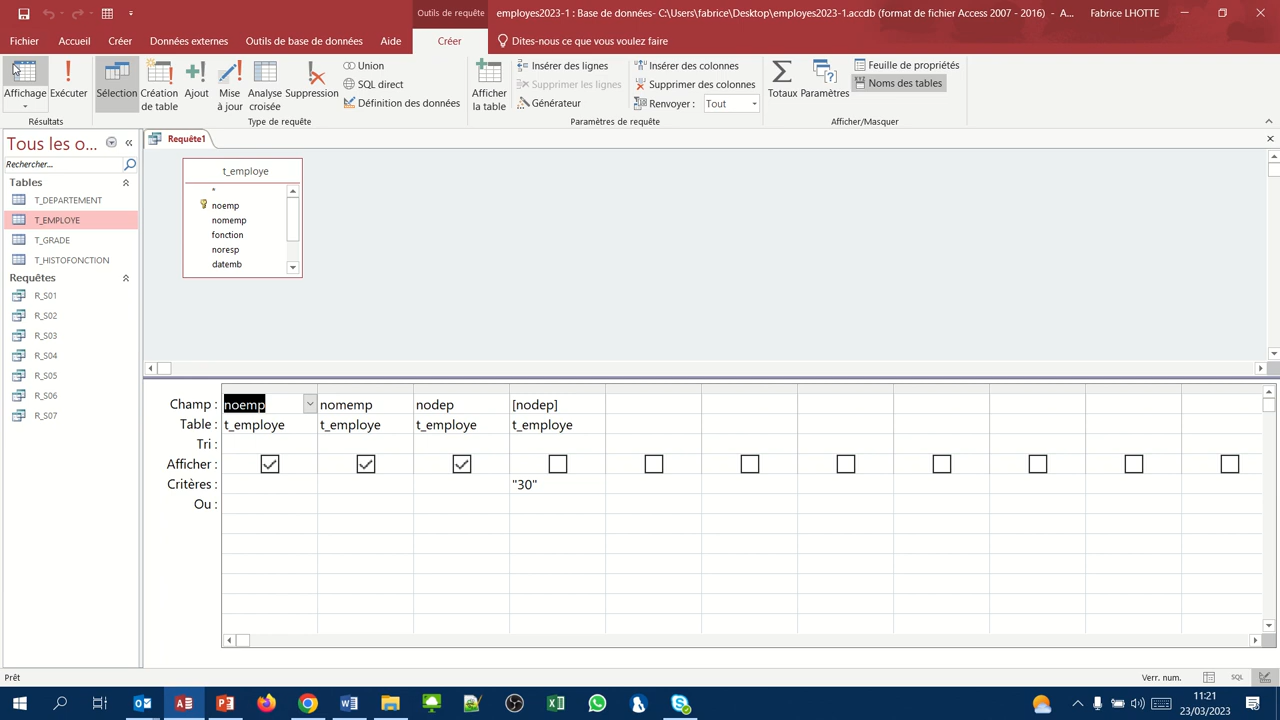 Outils de requête
employes2023-1 : Base de données- C:\Users\fabrice\Desktop\employes2023-1.accdb (format de fichier Access 2007 - 2016) - A...
Fabrice LHOTTE
Fichier Accueil Créer Données externes Outils de base de données Aide Créer Dites-nous ce que vous voulez faire
Affichage
Exécuter
Résultats
Sélection
Création de table
Ajout
Mise à jour
Analyse croisée
Suppression
Union
SQL direct
Définition des données
Type de requête
Afficher la table
Insérer des lignes
Supprimer les lignes
Générateur
Insérer des colonnes
Supprimer des colonnes
Renvoyer : Tout
Paramètres de requête
Totaux
Paramètres
Feuille de propriétés
Noms des tables
Afficher/Masquer
Tous les o...
Rechercher...
Tables
T_DEPARTEMENT
T_EMPLOYE
T_GRADE
T_HISTOFONCTION
Requêtes
R_S01
R_S02
R_S03
R_S04
R_S05
R_S06
R_S07
Requête1
t_employe
*
noemp
nomemp
fonction
noresp
datemb
Champ : noemp nomemp nodep [nodep]
Table : t_employe t_employe t_employe t_employe
Tri :
Afficher :
Critères : "30"
Ou :
Prêt
Verr. num.
SQL
11:21
23/03/2023